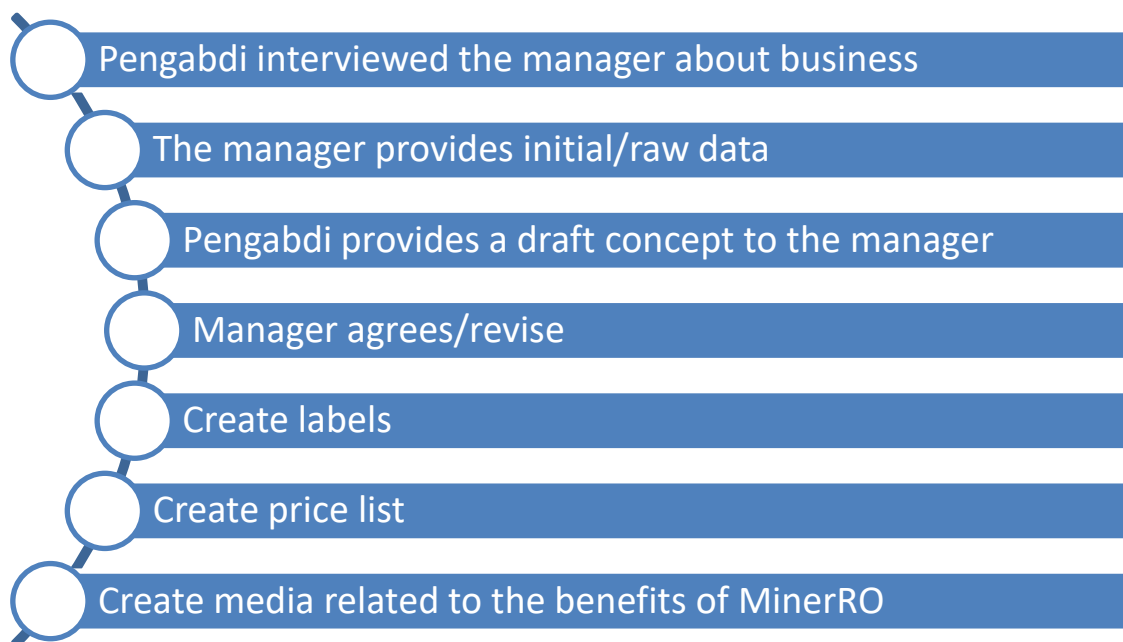 Pengabdi interviewed the manager about business
The manager provides initial/raw data
Pengabdi provides a draft concept to the manager
Manager agrees/revise
Create labels
Create price list
Create media related to the benefits of MinerRO